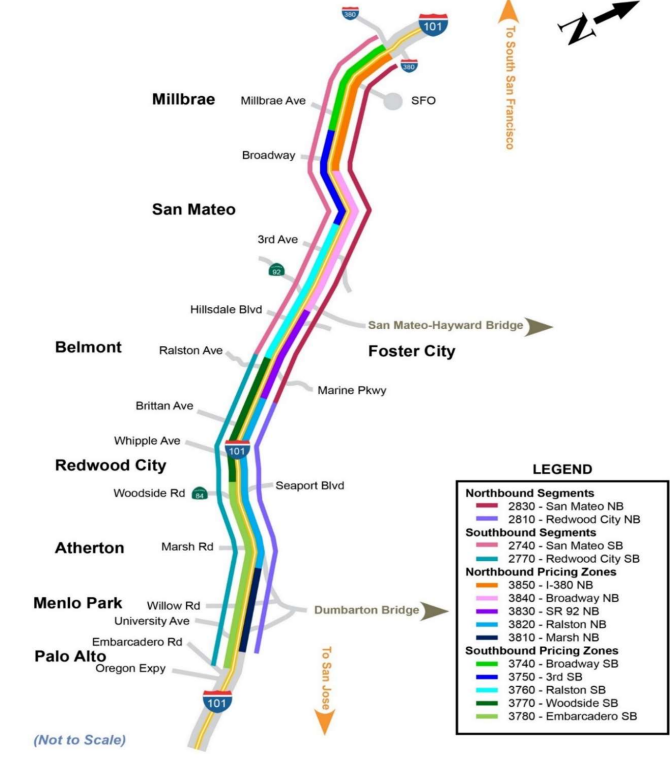 380
101
N
To South San Francisco
380
Millbrae
Millbrae Ave
SFO
Broadway
San Mateo
3rd Ave
92
Hillsdale Blvd
San Mateo-Hayward Bridge
Belmont
Ralston Ave
Foster City
Marine Pkwy
Brittan Ave
Whipple Ave
101
Redwood City
Woodside Rd
84
Seaport Blvd
Atherton
Marsh Rd
Menlo Park
Willow Rd
Dumbarton Bridge
University Ave
Embarcadero Rd
Palo Alto
Oregon Expy
To San Jose
101
(Not to Scale)
LEGEND
Northbound Segments
2830 - San Mateo NB
2810 - Redwood City NB
Southbound Segments
2740 - San Mateo SB
2770 - Redwood City SB
Northbound Pricing Zones
3850 - I-380 NB
3840 - Broadway NB
3830 - SR 92 NB
3820 - Ralston NB
3810 - Marsh NB
Southbound Pricing Zones
3740 - Broadway SB
3750 - 3rd SB
3760 - Ralston SB
3770 - Woodside SB
3780 - Embarcadero SB